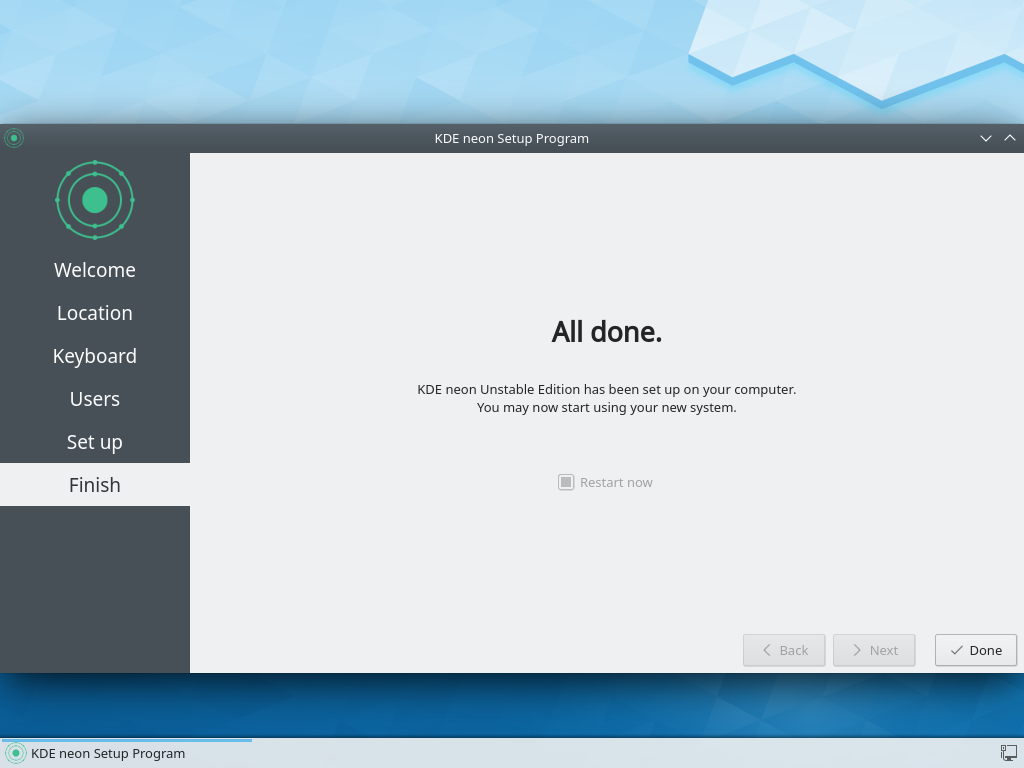 KDE neon Setup Program
Welcome
Location
Keyboard
Users
Set up
Finish
All done.
KDE neon Unstable Edition has been set up on your computer.
You may now start using your new system.
Restart now
Back
Next
Done
KDE neon Setup Program